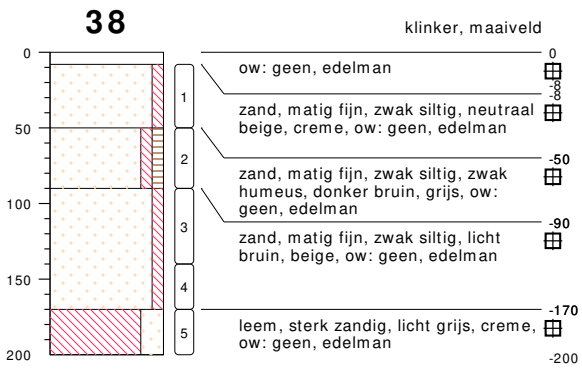 38
klinker, maaiveld
0
0
ow: geen, edelman
-8
-8
1
zand, matig fijn, zwak siltig, neutraal
beige, creme, ow: geen, edelman
50
-50
2
zand, matig fijn, zwak siltig, zwak
humeus, donker bruin, grijs, ow:
geen, edelman
-90
100
3
zand, matig fijn, zwak siltig, licht
bruin, beige, ow: geen, edelman
150
4
-170
5
leem, sterk zandig, licht grijs, creme,
ow: geen, edelman
200
-200